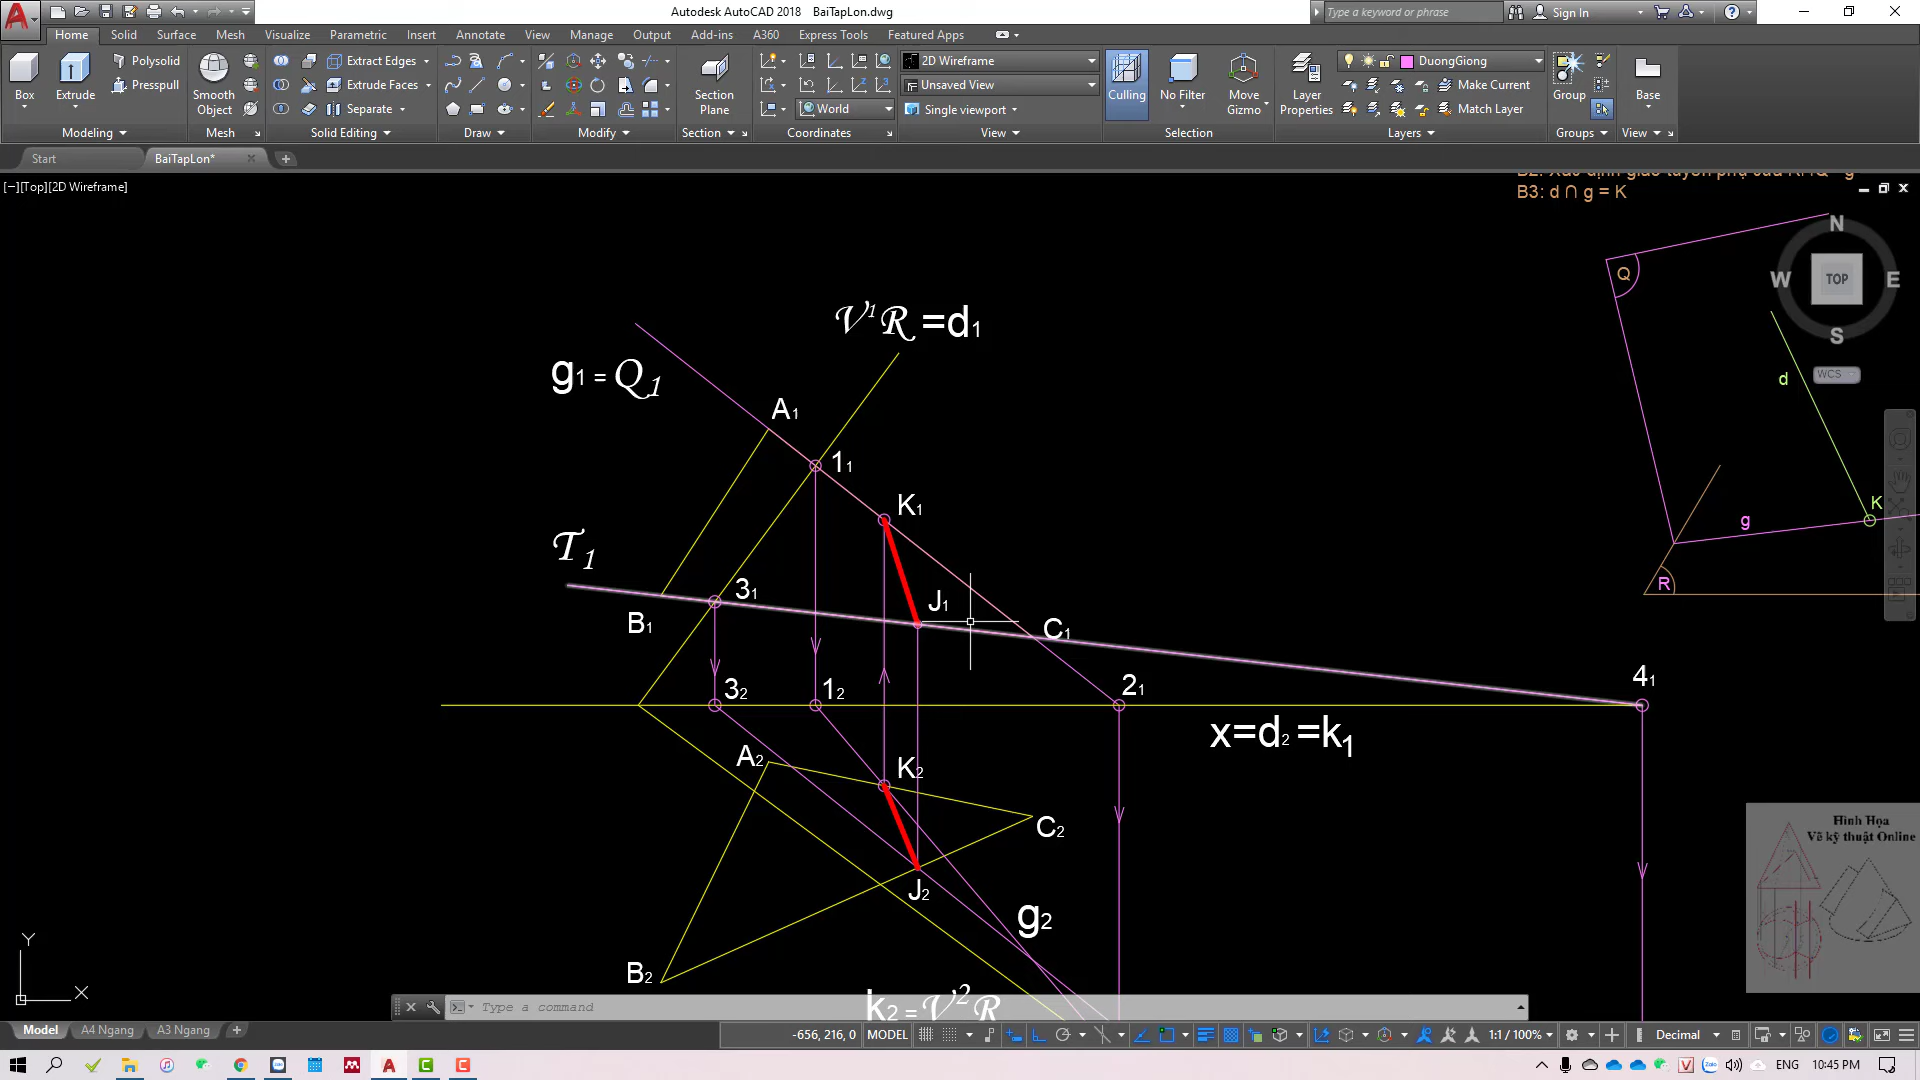 Autodesk AutoCAD 2018 BaiTapLon.dwg
Type a keyword or phrase
Sign In
Home Solid Surface Mesh Visualize Parametric Insert Annotate View Manage Output Add-ins A360 Express Tools Featured Apps
Box
Extrude
Polysolid
Presspull
Smooth
Object
Extract Edges
Extrude Faces
Separate
Section
Plane
World
2D Wireframe
Unsaved View
Single viewport
Culling
No Filter
Move
Gizmo
Layer
Properties
DuongGiong
Make Current
Match Layer
Group
Base
Modeling Mesh Solid Editing Draw Modify Section Coordinates View Selection Layers Groups View
Start BaiTapLon*
[−][Top][2D Wireframe]
B3: d ∩ g = K
N
W TOP E
S
WCS
Q
d
K
g
R
𝒱¹ℛ =d1
g1 = Q1
A1
11
K1
T1
31
J1
B1
C1
32
12
21
41
x=d2 =k1
A2
K2
C2
J2
g2
B2
k2 = 𝒱²ℛ
Hình Họa
Vẽ kỹ thuật Online
Y
X
Type a command
Model A4 Ngang A3 Ngang
-656, 216, 0 MODEL 1:1 / 100% Decimal
ENG 10:45 PM